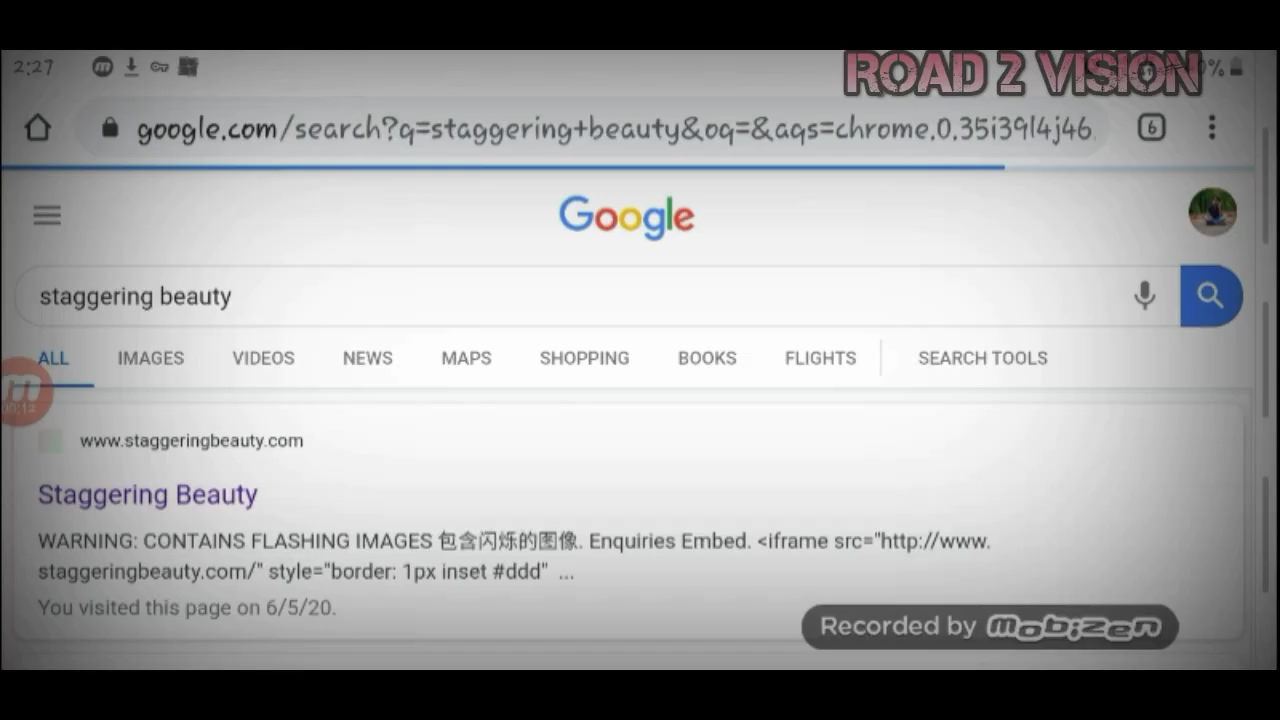 2:27
ROAD 2 VISION
google.com/search?q=staggering+beauty&oq=&aqs=chrome.0.35i39l4j46
6
Google
staggering beauty
ALL IMAGES VIDEOS NEWS MAPS SHOPPING BOOKS FLIGHTS SEARCH TOOLS
www.staggeringbeauty.com
Staggering Beauty
WARNING: CONTAINS FLASHING IMAGES 包含闪烁的图像. Enquiries Embed. <iframe src="http://www.
staggeringbeauty.com/" style="border: 1px inset #ddd" ...
You visited this page on 6/5/20.
Recorded by mobizen